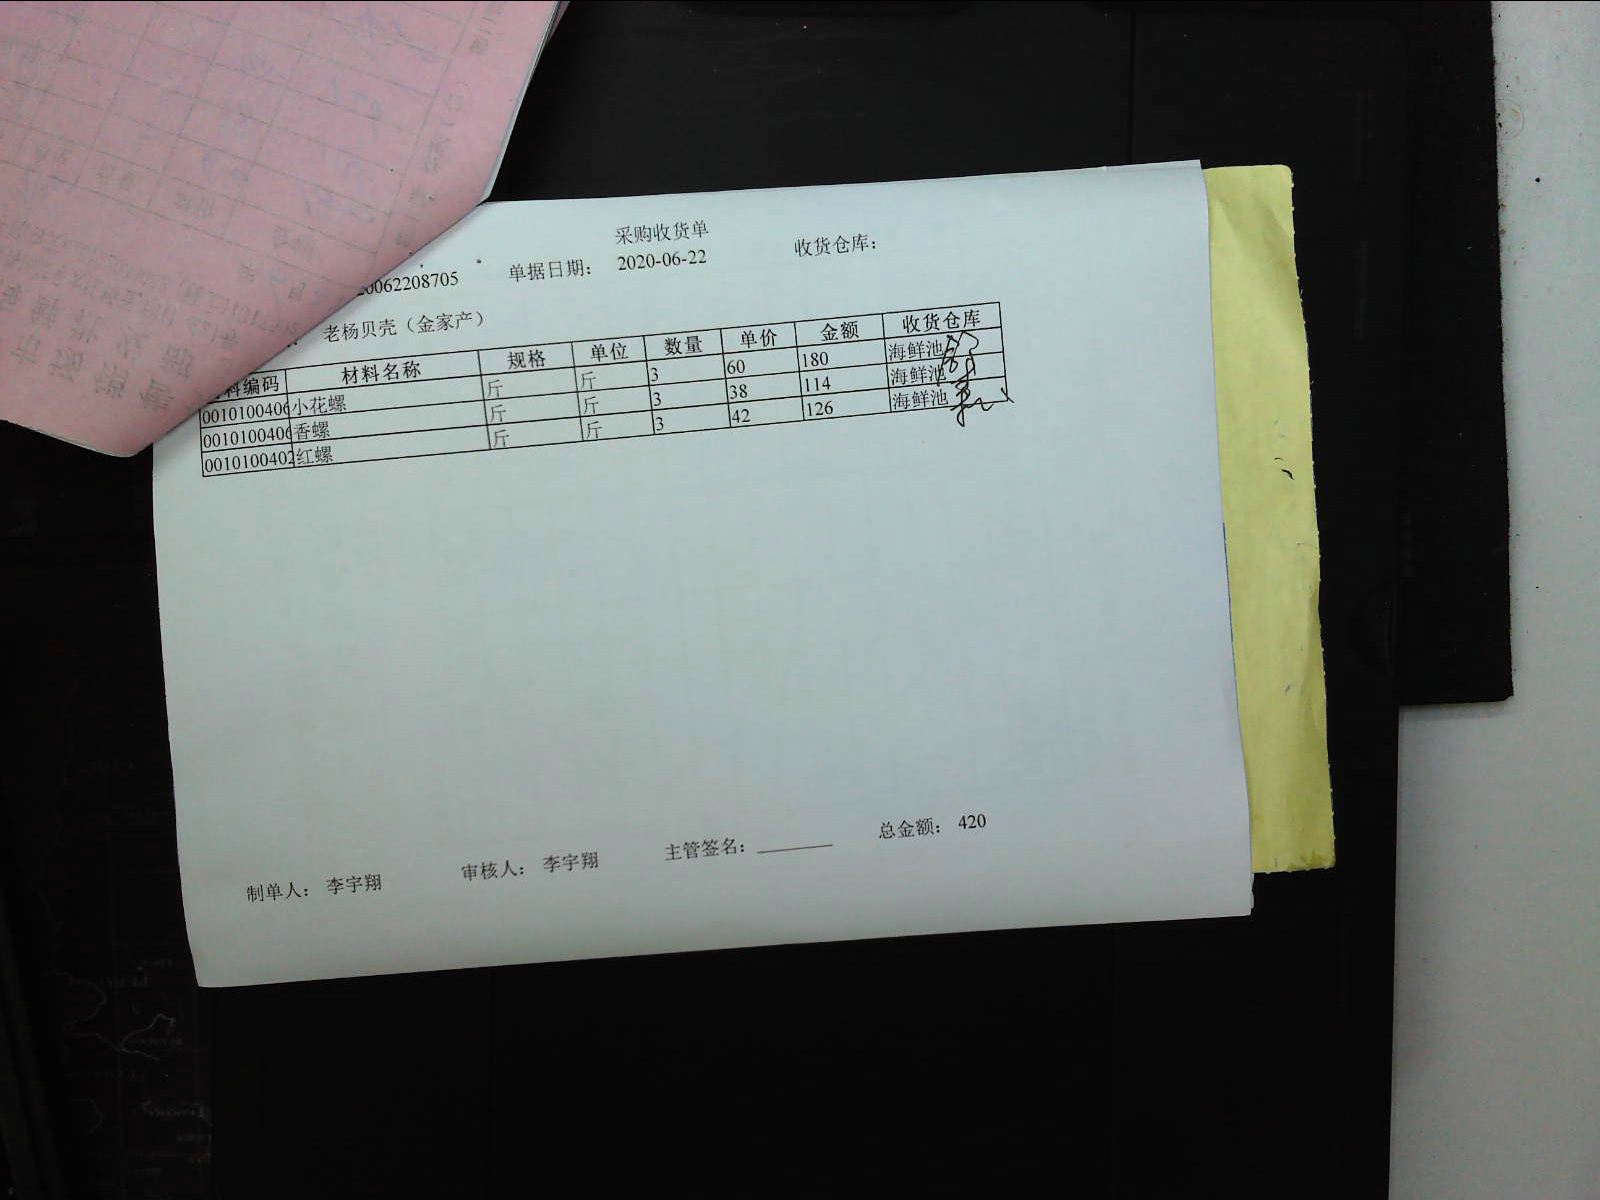 采购收货单
20062208705 单据日期： 2020-06-22 收货仓库：
老杨贝壳（金家产）
料编码 材料名称 规格 单位 数量 单价 金额 收货仓库
0010100406 小花螺 斤 斤 3 60 180 海鲜池
0010100406 香螺 斤 斤 3 38 114 海鲜池
0010100402 红螺 斤 斤 3 42 126 海鲜池
制单人： 李宇翔 审核人： 李宇翔 主管签名： 总金额： 420